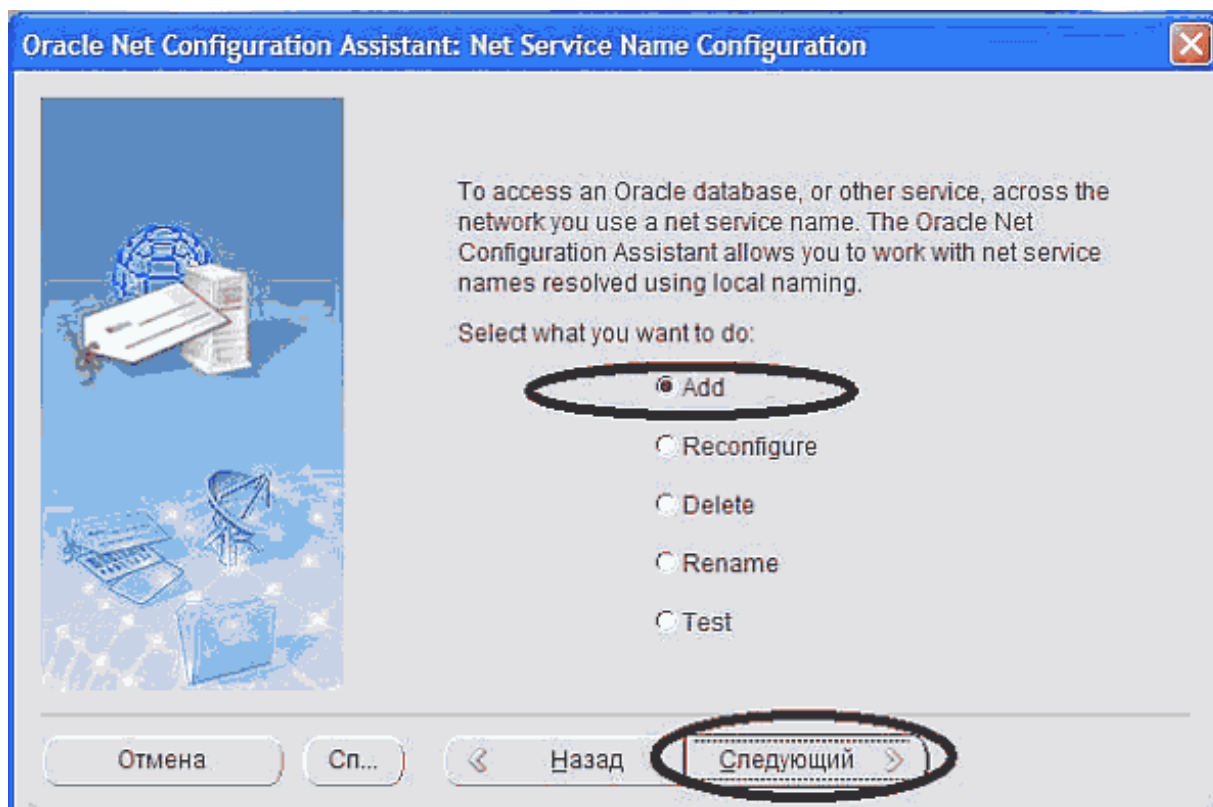 Oracle Net Configuration Assistant: Net Service Name Configuration
To access an Oracle database, or other service, across the
network you use a net service name. The Oracle Net
Configuration Assistant allows you to work with net service
names resolved using local naming.
Select what you want to do:
Add
Reconfigure
Delete
Rename
Test
Отмена
Сп...
Назад
Следующий